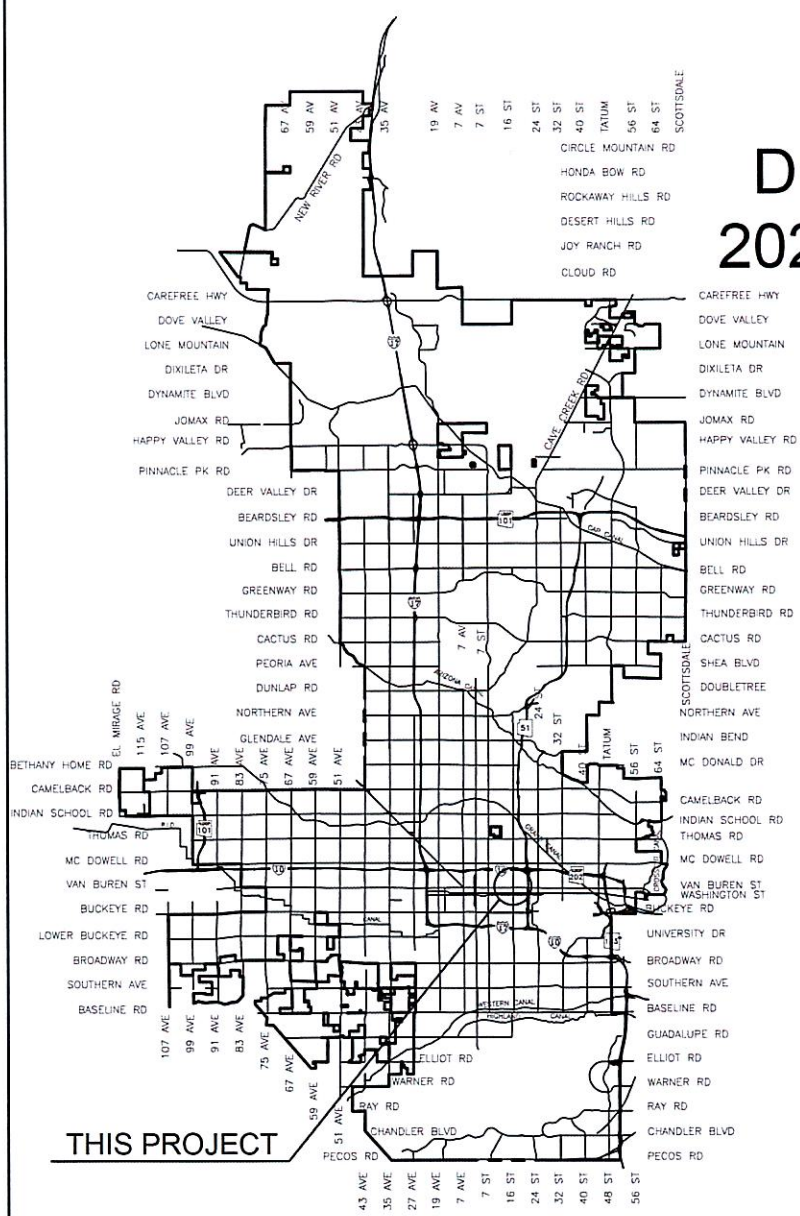 67 AV
59 AV
51 AV
35 AV
19 AV
7 AV
7 ST
16 ST
24 ST
32 ST
40 ST
TATUM
56 ST
64 ST
SCOTTSDALE
D
202
CIRCLE MOUNTAIN RD
HONDA BOW RD
ROCKAWAY HILLS RD
DESERT HILLS RD
JOY RANCH RD
CLOUD RD
NEW RIVER RD
CAREFREE HWY
DOVE VALLEY
LONE MOUNTAIN
DIXILETA DR
DYNAMITE BLVD
JOMAX RD
HAPPY VALLEY RD
PINNACLE PK RD
DEER VALLEY DR
BEARDSLEY RD
UNION HILLS DR
BELL RD
GREENWAY RD
THUNDERBIRD RD
CACTUS RD
PEORIA AVE
DUNLAP RD
NORTHERN AVE
GLENDALE AVE
17
CAVE CREEK RD
101
CAP CANAL
17
7 AV
7 ST
24 ST
51
32 ST
40 ST
TATUM
56 ST
64 ST
SCOTTSDALE
CAREFREE HWY
DOVE VALLEY
LONE MOUNTAIN
DIXILETA DR
DYNAMITE BLVD
JOMAX RD
HAPPY VALLEY RD
PINNACLE PK RD
DEER VALLEY DR
BEARDSLEY RD
UNION HILLS DR
BELL RD
GREENWAY RD
THUNDERBIRD RD
CACTUS RD
SHEA BLVD
DOUBLETREE
NORTHERN AVE
INDIAN BEND
MC DONALD DR
CAMELBACK RD
INDIAN SCHOOL RD
THOMAS RD
MC DOWELL RD
VAN BUREN ST
WASHINGTON ST
BUCKEYE RD
UNIVERSITY DR
BROADWAY RD
SOUTHERN AVE
BASELINE RD
GUADALUPE RD
ELLIOT RD
WARNER RD
RAY RD
CHANDLER BLVD
PECOS RD
EL MIRAGE RD
115 AVE
107 AVE
99 AVE
91 AVE
83 AVE
75 AVE
67 AVE
59 AVE
51 AVE
BETHANY HOME RD
CAMELBACK RD
INDIAN SCHOOL RD
THOMAS RD
MC DOWELL RD
VAN BUREN ST
BUCKEYE RD
LOWER BUCKEYE RD
BROADWAY RD
SOUTHERN AVE
BASELINE RD
101
10
GRAND CANAL
202
CANAL
17
10
WESTERN CANAL
HIGHLAND CANAL
107 AVE
99 AVE
91 AVE
83 AVE
75 AVE
67 AVE
59 AVE
51 AVE
ELLIOT RD
WARNER RD
RAY RD
CHANDLER BLVD
PECOS RD
THIS PROJECT
43 AVE
35 AVE
27 AVE
19 AVE
7 AVE
7 ST
16 ST
24 ST
32 ST
40 ST
48 ST
56 ST